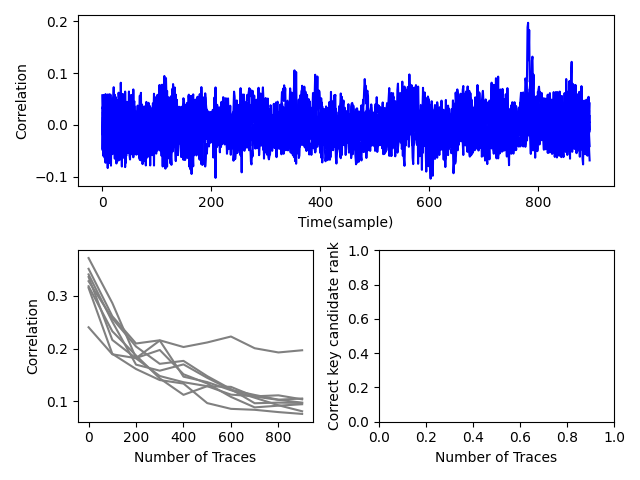 0.2
0.1
0.0
−0.1
Correlation
0 200 400 600 800
Time(sample)
0.3
0.2
0.1
Correlation
0 200 400 600 800
Number of Traces
1.0
0.8
0.6
0.4
0.2
0.0
Correct key candidate rank
0.0 0.2 0.4 0.6 0.8 1.0
Number of Traces